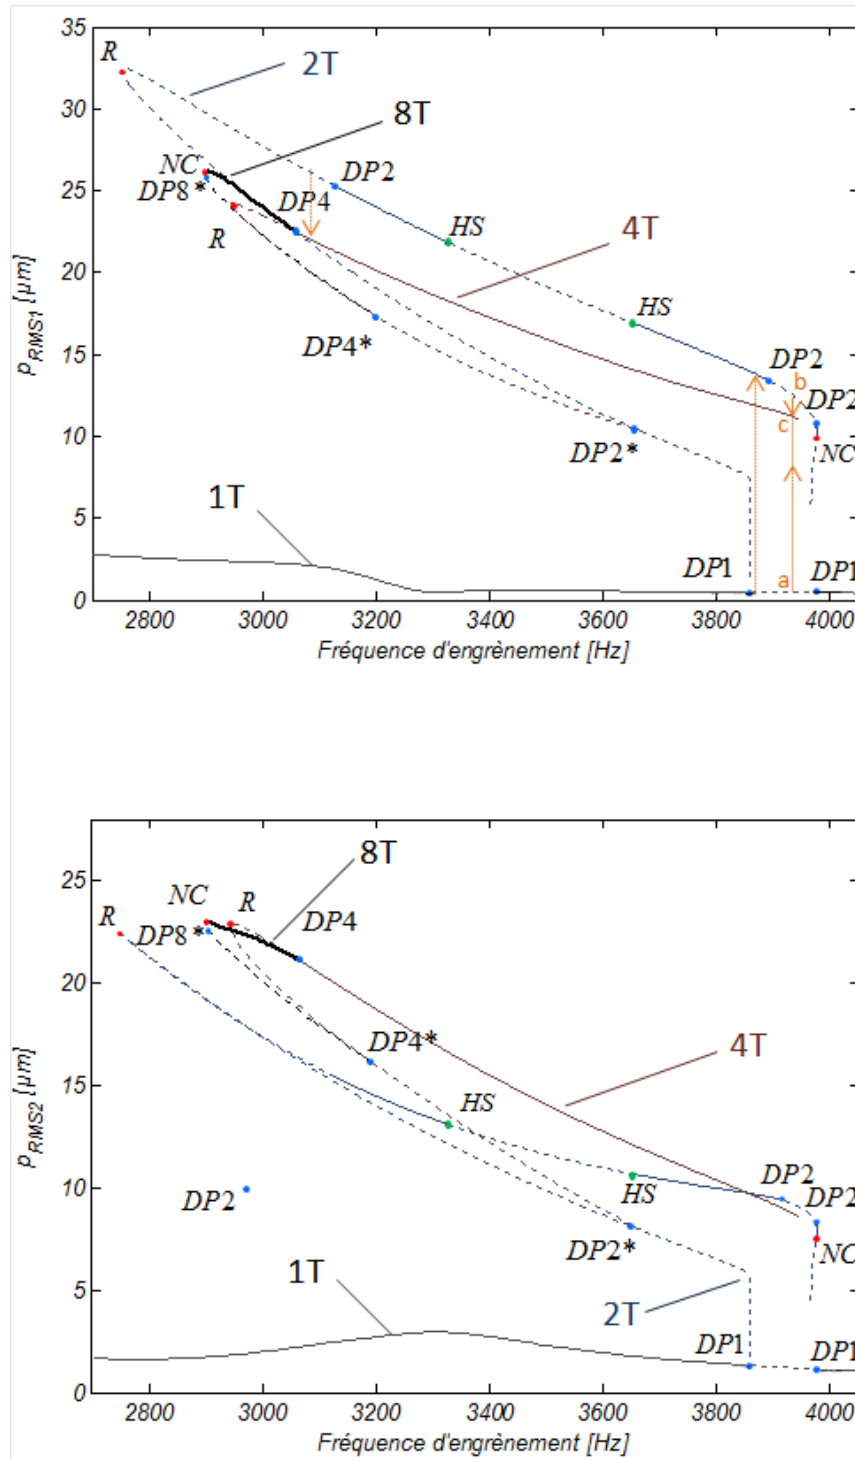 35
R
2T
30
8T
NC
DP8*
25
DP4
DP2
R
HS
4T
20
HS
p_RMS1 [µm]
15
DP4*
DP2
b
DP2
c
10
DP2*
NC
5
1T
DP1
a
DP1
0
2800 3000 3200 3400 3600 3800 4000
Fréquence d'engrènement [Hz]
8T
25
NC R
R
DP4
DP8*
20
DP4*
4T
p_RMS2 [µm]
15
HS
DP2
10
DP2
HS
DP2
DP2*
NC
5
1T
2T
DP1
DP1
0
2800 3000 3200 3400 3600 3800 4000
Fréquence d'engrènement [Hz]